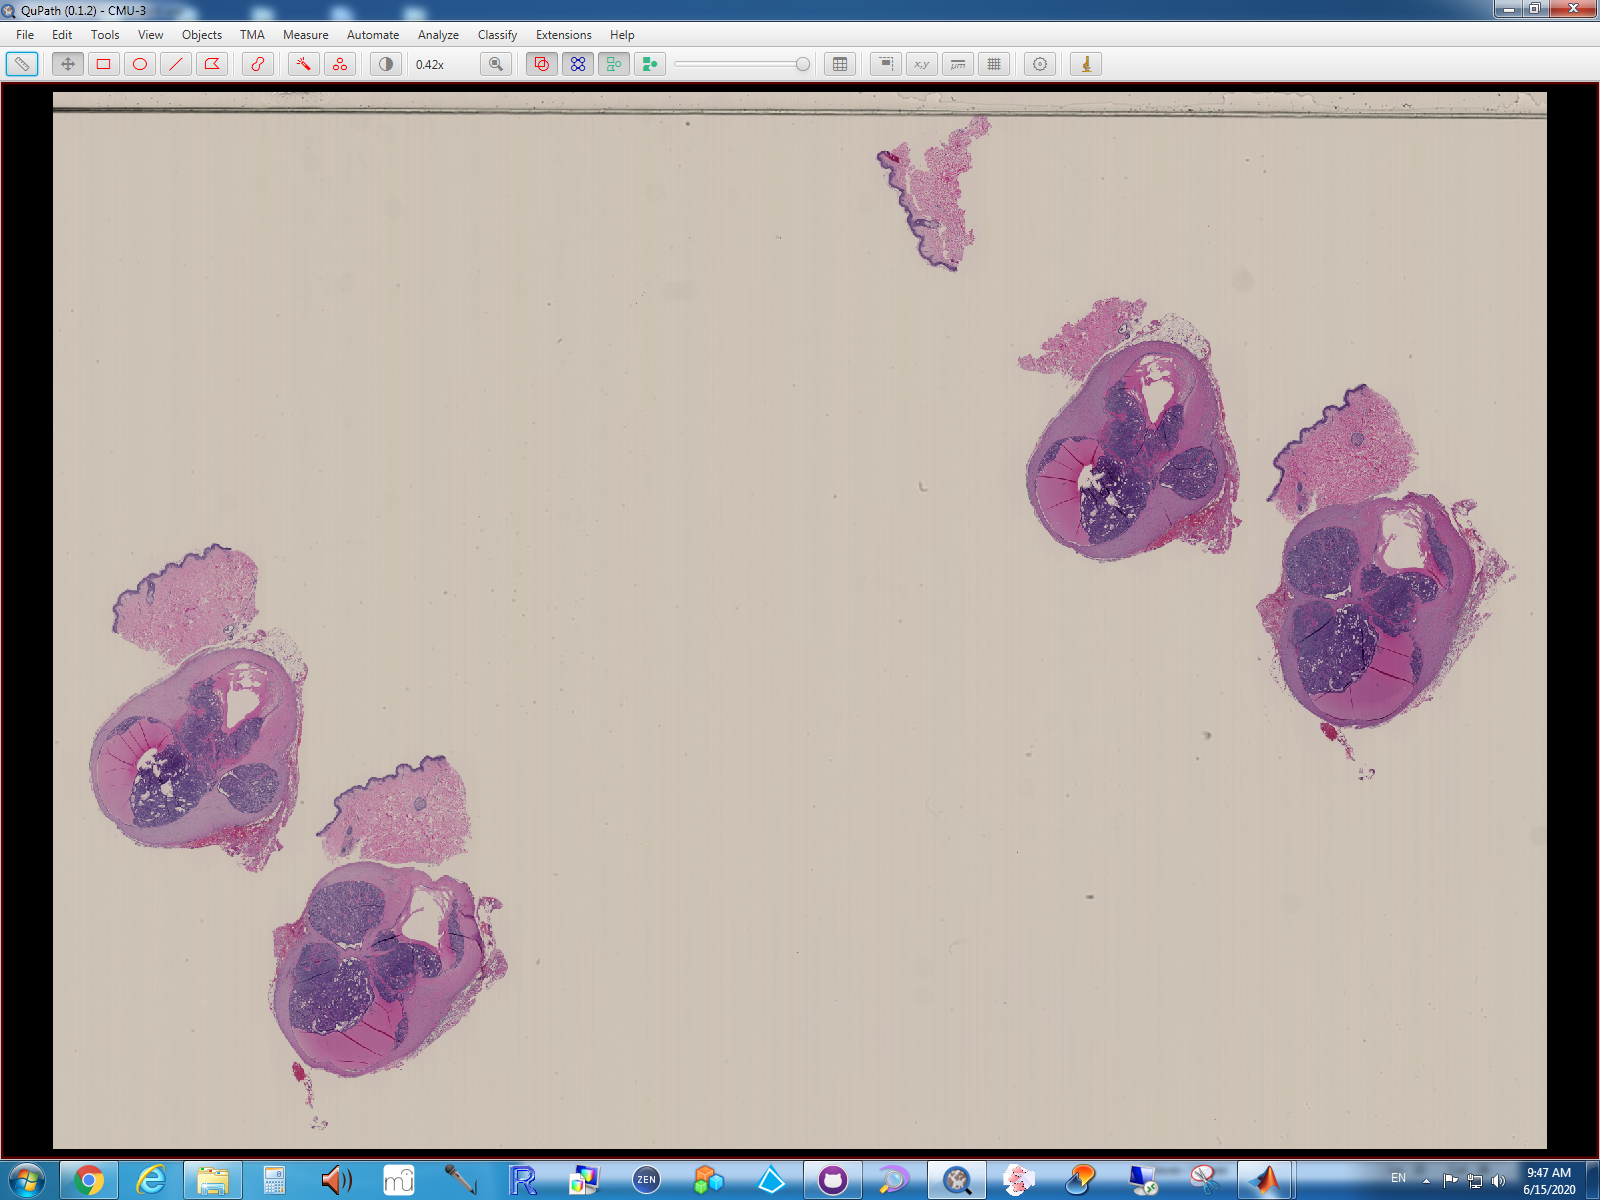 QuPath (0.1.2) - CMU-3
File Edit Tools View Objects TMA Measure Automate Analyze Classify Extensions Help
0.42x
x,y
μm
ZEN
EN
9:47 AM
6/15/2020